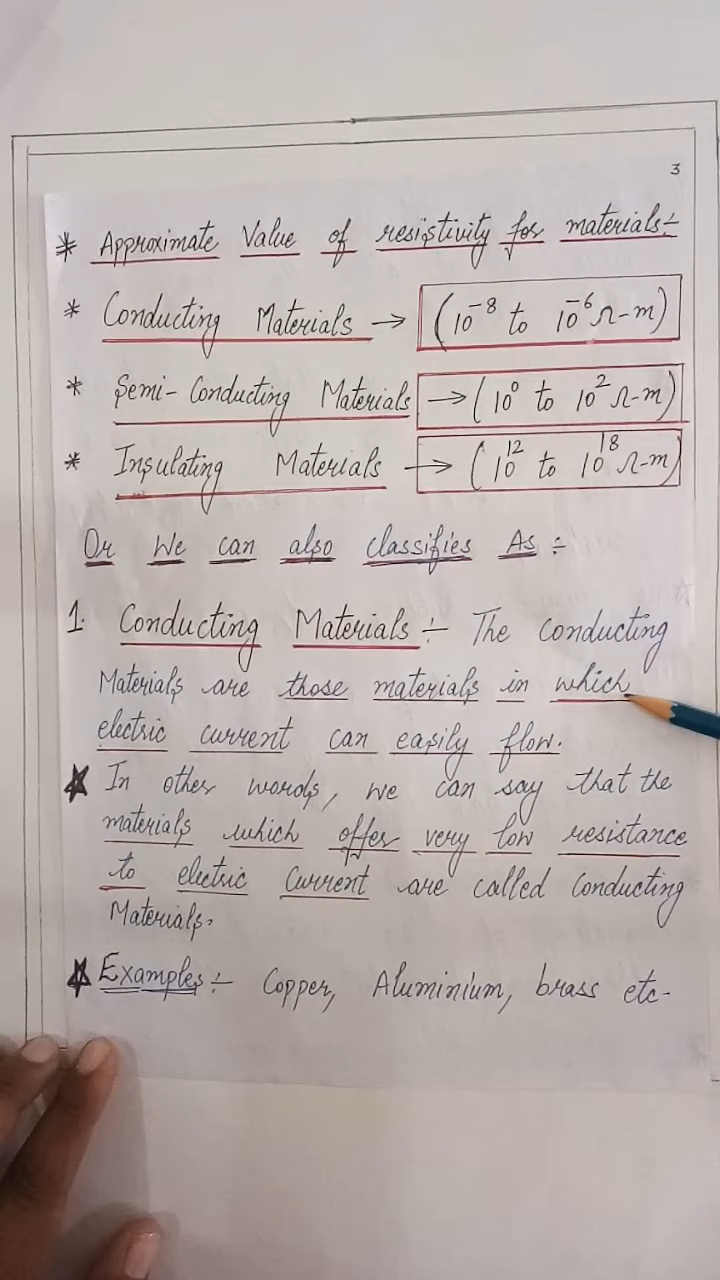 3
* Approximate Value of resistivity for materials:-
* Conducting Materials → (10⁻⁸ to 10⁻⁶ Ω-m)
* Semi-Conducting Materials → (10⁰ to 10² Ω-m)
* Insulating Materials → (10¹² to 10¹⁸ Ω-m)
Or We can also classifies As :-
1. Conducting Materials :- The conducting
Materials are those materials in which
electric current can easily flow.
★ In other words, we can say that the
materials which offer very low resistance
to electric current are called Conducting
Materials.
★ Examples :- Copper, Aluminium, brass etc-